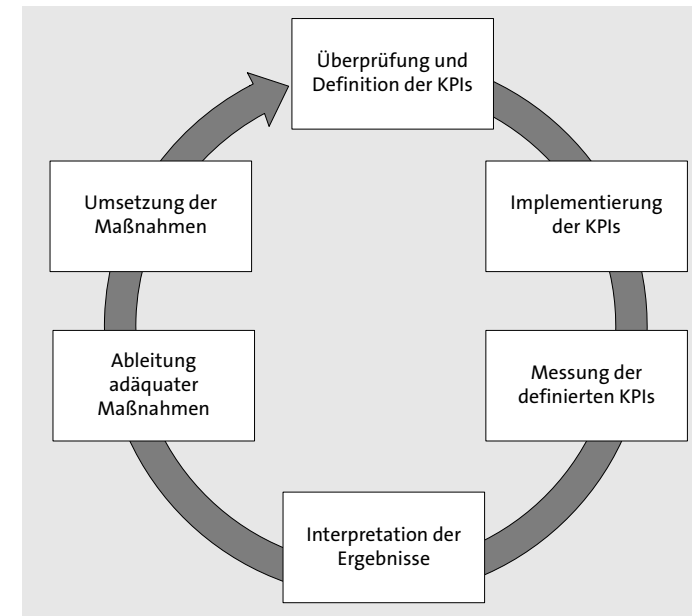 Überprüfung und
Definition der KPIs
Implementierung
der KPIs
Messung der
definierten KPIs
Interpretation der
Ergebnisse
Ableitung
adäquater
Maßnahmen
Umsetzung der
Maßnahmen